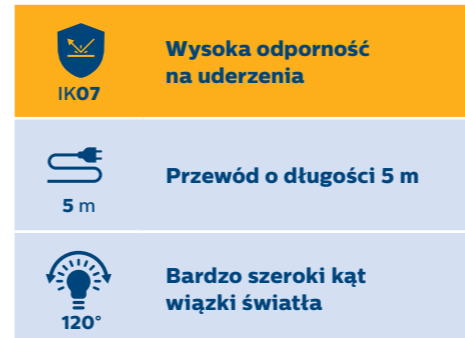 Wysoka odporność
na uderzenia
IK07
Przewód o długości 5 m
5 m
Bardzo szeroki kąt
wiązki światła
120°